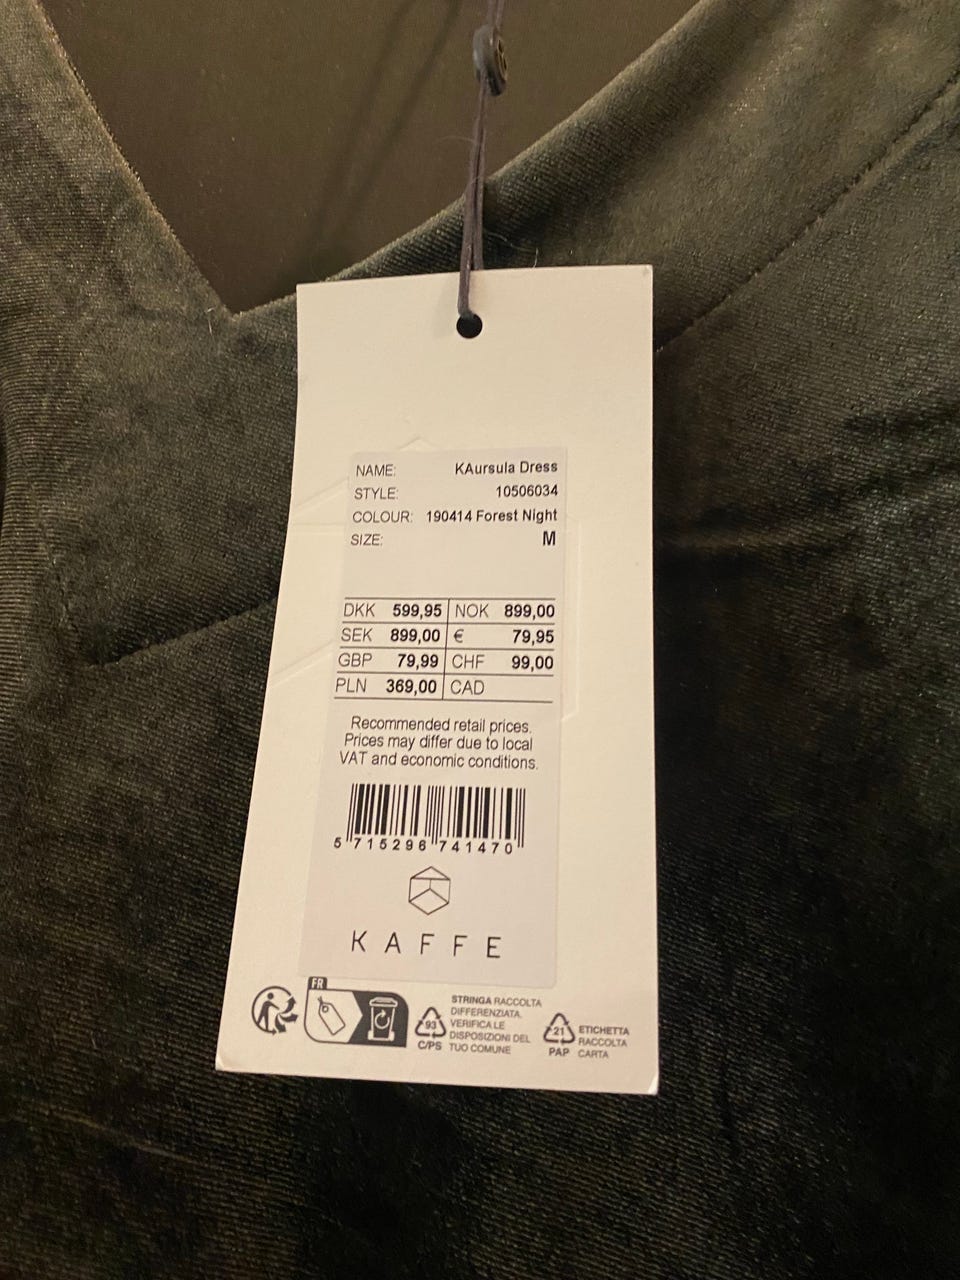 NAME: KAursula Dress
STYLE: 10506034
COLOUR: 190414 Forest Night
SIZE: M
DKK 599,95 NOK 899,00
SEK 899,00 € 79,95
GBP 79,99 CHF 99,00
PLN 369,00 CAD
Recommended retail prices.
Prices may differ due to local
VAT and economic conditions.
5 715296 741470
KAFFE
FR
93
C/PS
STRINGA RACCOLTA
DIFFERENZIATA.
VERIFICA LE
DISPOSIZIONI DEL
TUO COMUNE
21
PAP
ETICHETTA
RACCOLTA
CARTA